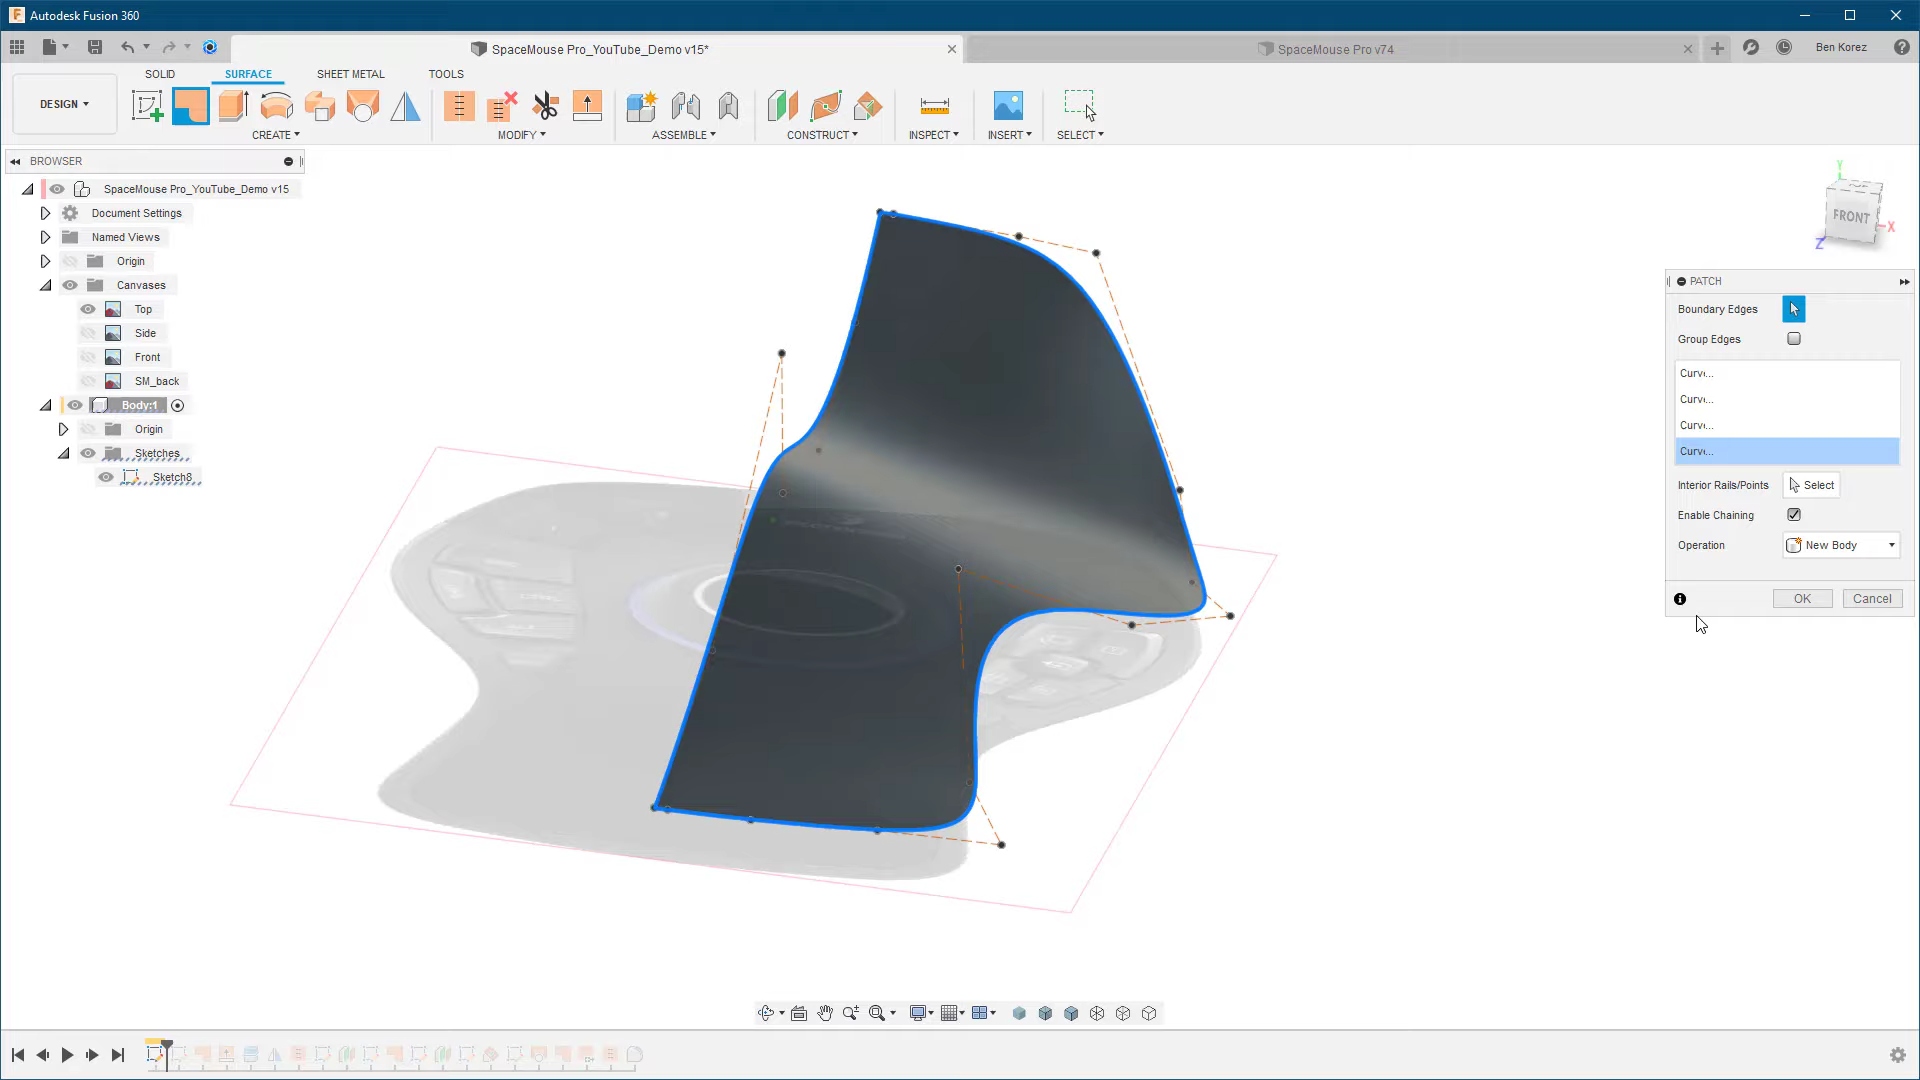 Autodesk Fusion 360
SpaceMouse Pro_YouTube_Demo v15*
SpaceMouse Pro v74
Ben Korez
SOLID
SURFACE
SHEET METAL
TOOLS
DESIGN
CREATE
MODIFY
ASSEMBLE
CONSTRUCT
INSPECT
INSERT
SELECT
BROWSER
SpaceMouse Pro_YouTube_Demo v15
Document Settings
Named Views
Origin
Canvases
Top
Side
Front
SM_back
Body:1
Origin
Sketches
Sketch8
Y
FRONT
X
Z
PATCH
Boundary Edges
Group Edges
Curv...
Curv...
Curv...
Curv...
Interior Rails/Points
Select
Enable Chaining
Operation
New Body
OK
Cancel